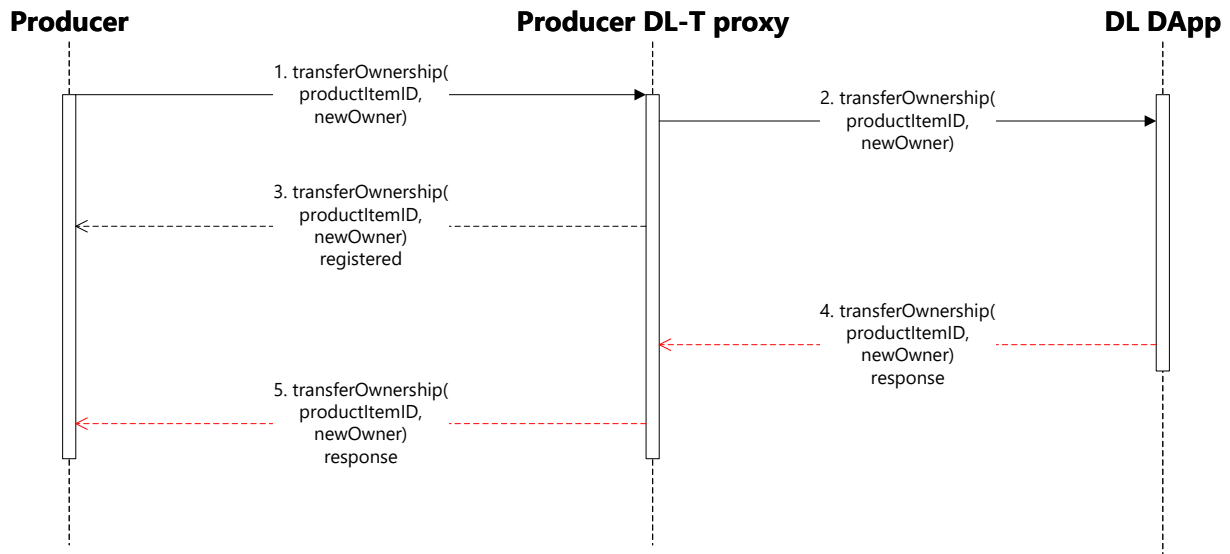 Producer
Producer DL-T proxy
DL DApp
1. transferOwnership(
productItemID,
newOwner)
2. transferOwnership(
productItemID,
newOwner)
3. transferOwnership(
productItemID,
newOwner)
registered
4. transferOwnership(
productItemID,
newOwner)
response
5. transferOwnership(
productItemID,
newOwner)
response